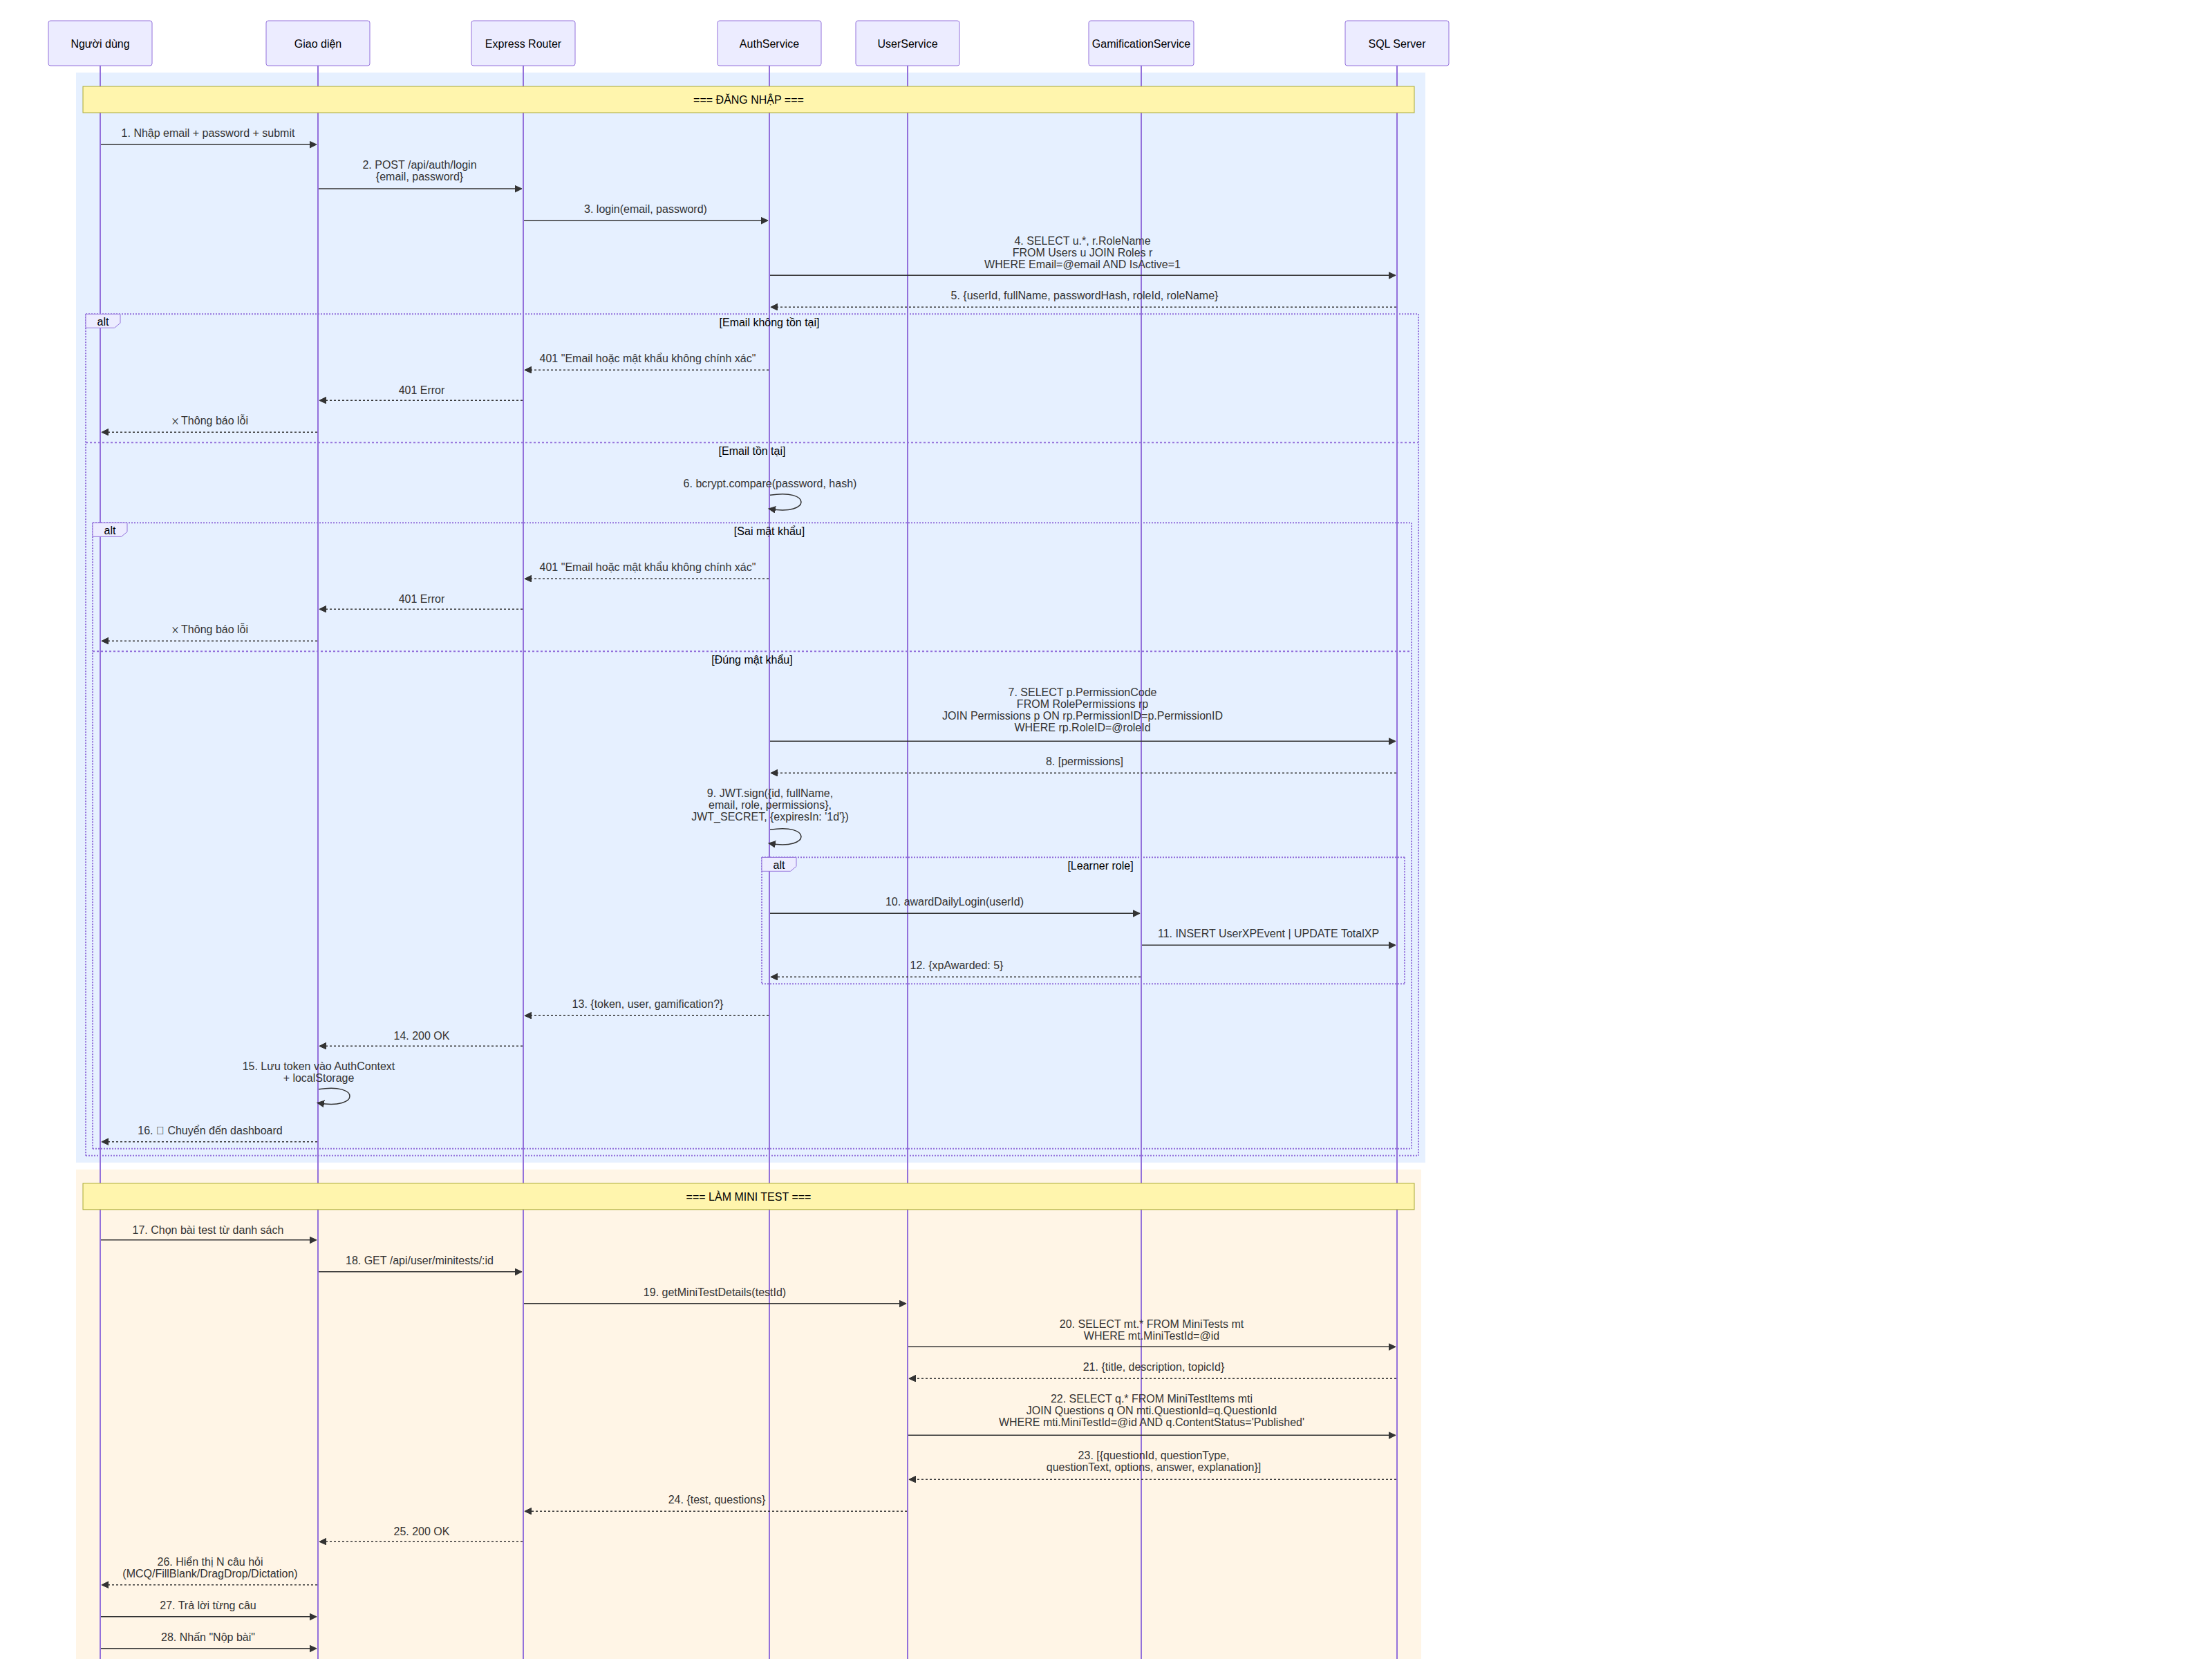 Người dùng
Giao diện
Express Router
AuthService
UserService
GamificationService
SQL Server
=== ĐĂNG NHẬP ===
1. Nhập email + password + submit
2. POST /api/auth/login
{email, password}
3. login(email, password)
4. SELECT u.*, r.RoleName
FROM Users u JOIN Roles r
WHERE Email=@email AND IsActive=1
5. {userId, fullName, passwordHash, roleId, roleName}
alt
[Email không tồn tại]
401 "Email hoặc mật khẩu không chính xác"
401 Error
× Thông báo lỗi
[Email tồn tại]
6. bcrypt.compare(password, hash)
alt
[Sai mật khẩu]
401 "Email hoặc mật khẩu không chính xác"
401 Error
× Thông báo lỗi
[Đúng mật khẩu]
7. SELECT p.PermissionCode
FROM RolePermissions rp
JOIN Permissions p ON rp.PermissionID=p.PermissionID
WHERE rp.RoleID=@roleId
8. [permissions]
9. JWT.sign({id, fullName,
email, role, permissions},
JWT_SECRET, {expiresIn: '1d'})
alt
[Learner role]
10. awardDailyLogin(userId)
11. INSERT UserXPEvent | UPDATE TotalXP
12. {xpAwarded: 5}
13. {token, user, gamification?}
14. 200 OK
15. Lưu token vào AuthContext
+ localStorage
16. Chuyển đến dashboard
=== LÀM MINI TEST ===
17. Chọn bài test từ danh sách
18. GET /api/user/minitests/:id
19. getMiniTestDetails(testId)
20. SELECT mt.* FROM MiniTests mt
WHERE mt.MiniTestId=@id
21. {title, description, topicId}
22. SELECT q.* FROM MiniTestItems mti
JOIN Questions q ON mti.QuestionId=q.QuestionId
WHERE mti.MiniTestId=@id AND q.ContentStatus='Published'
23. [{questionId, questionType,
questionText, options, answer, explanation}]
24. {test, questions}
25. 200 OK
26. Hiển thị N câu hỏi
(MCQ/FillBlank/DragDrop/Dictation)
27. Trả lời từng câu
28. Nhấn "Nộp bài"